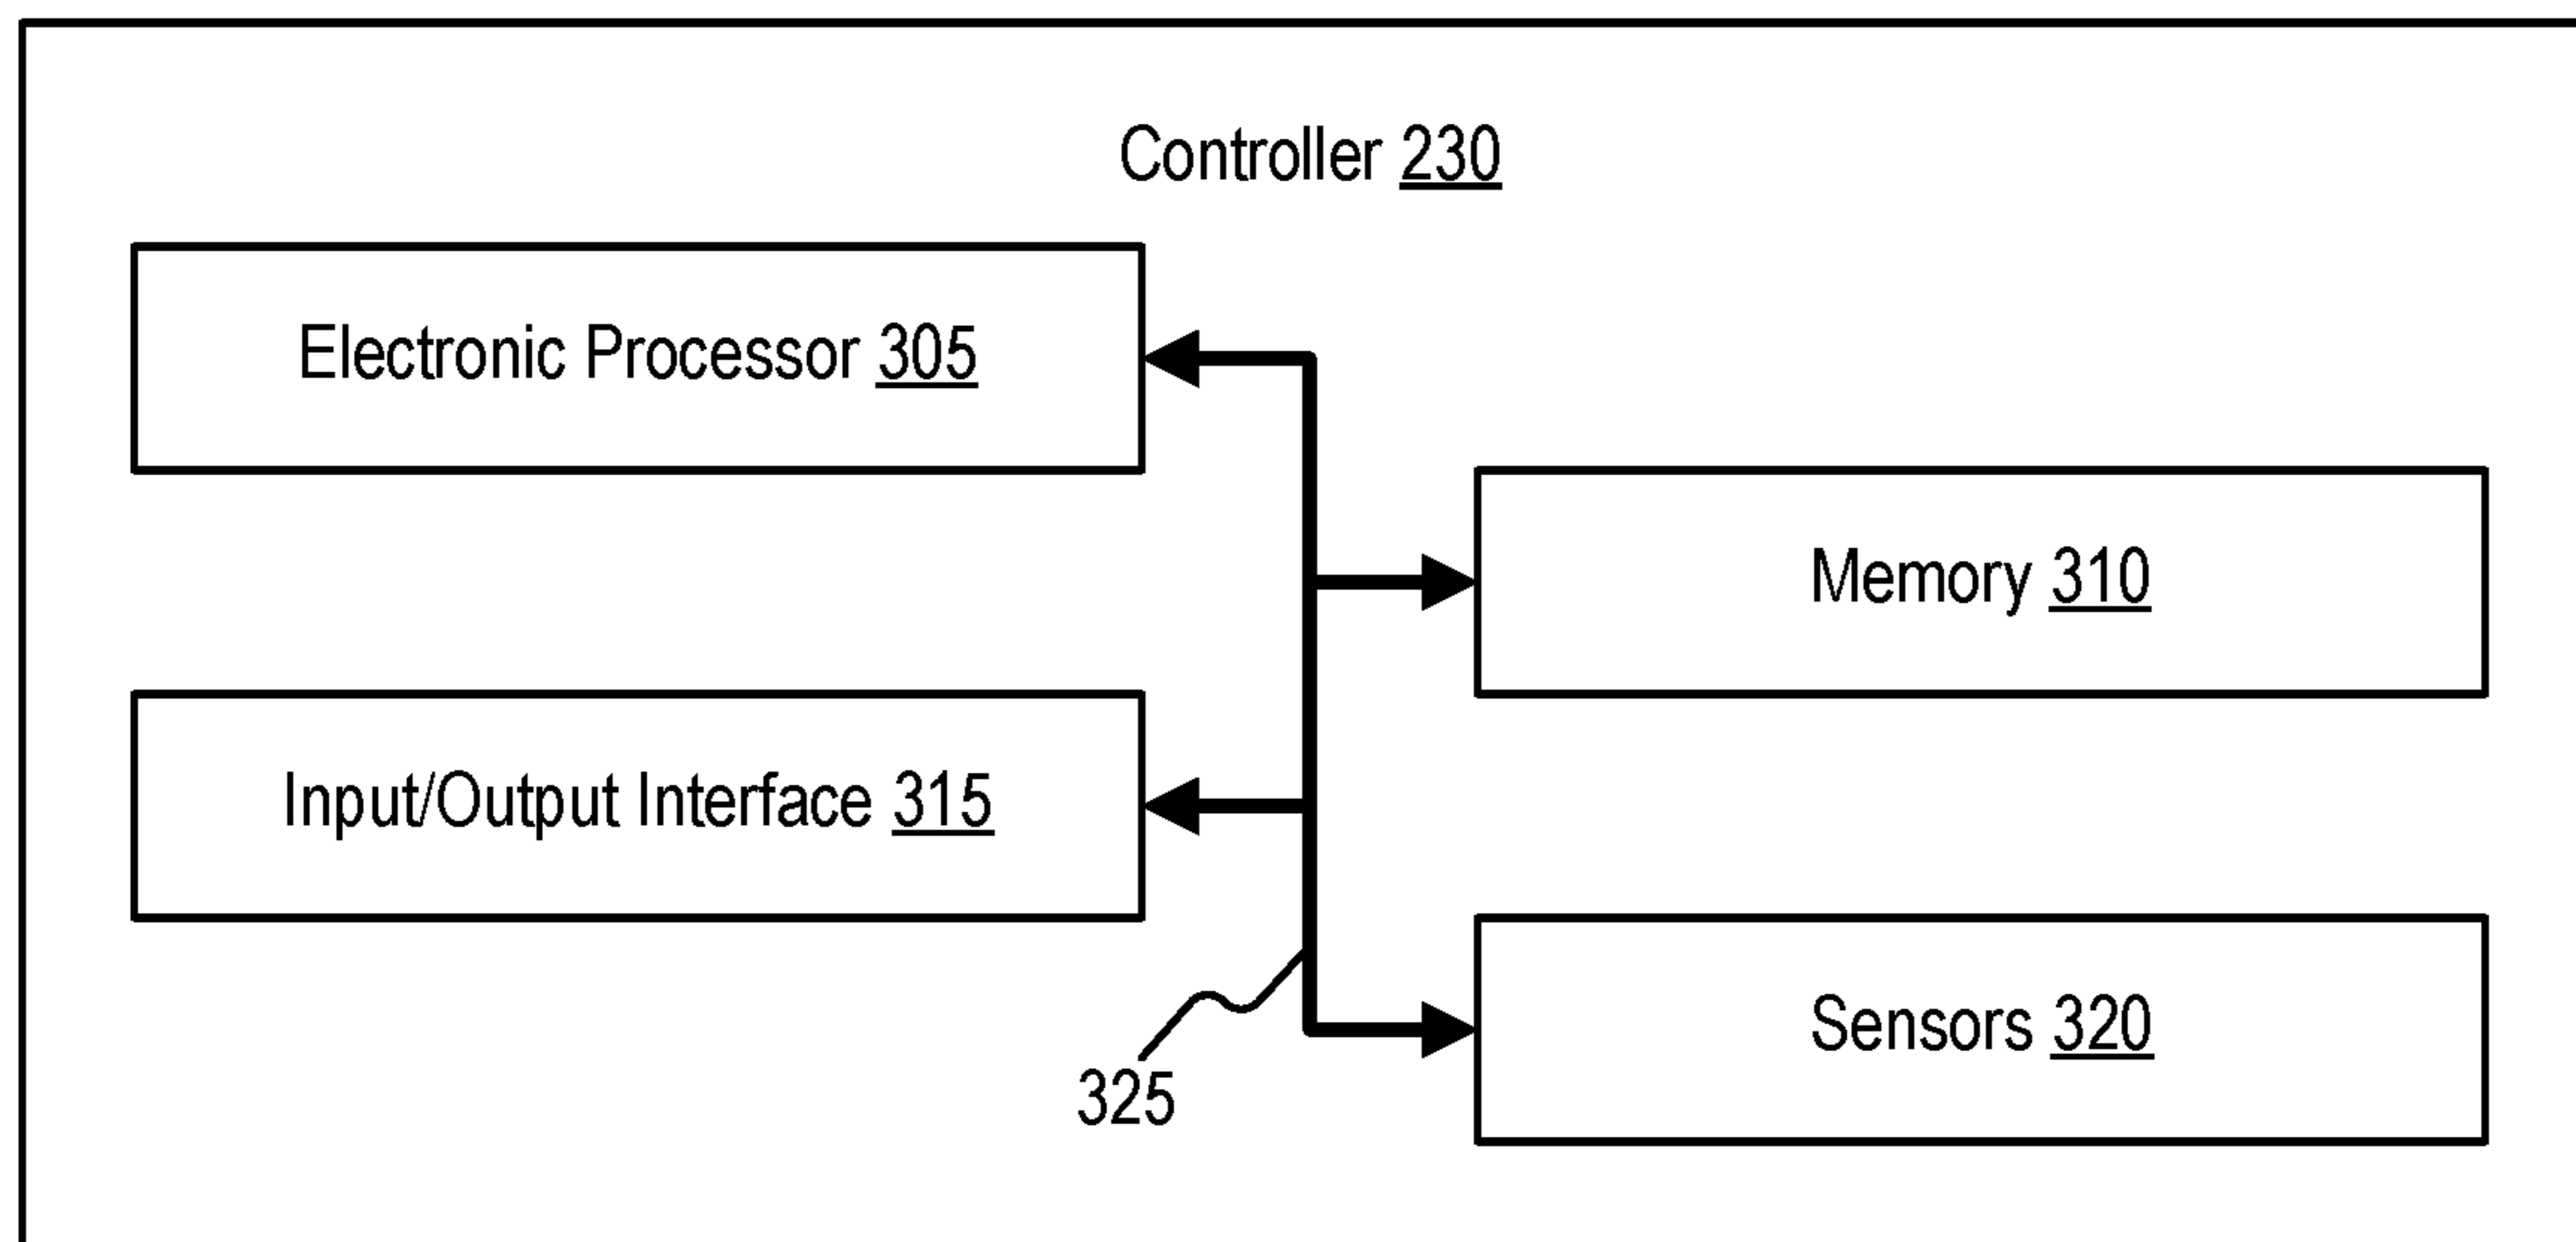 Controller 230
Electronic Processor 305
Memory 310
Input/Output Interface 315
Sensors 320
325